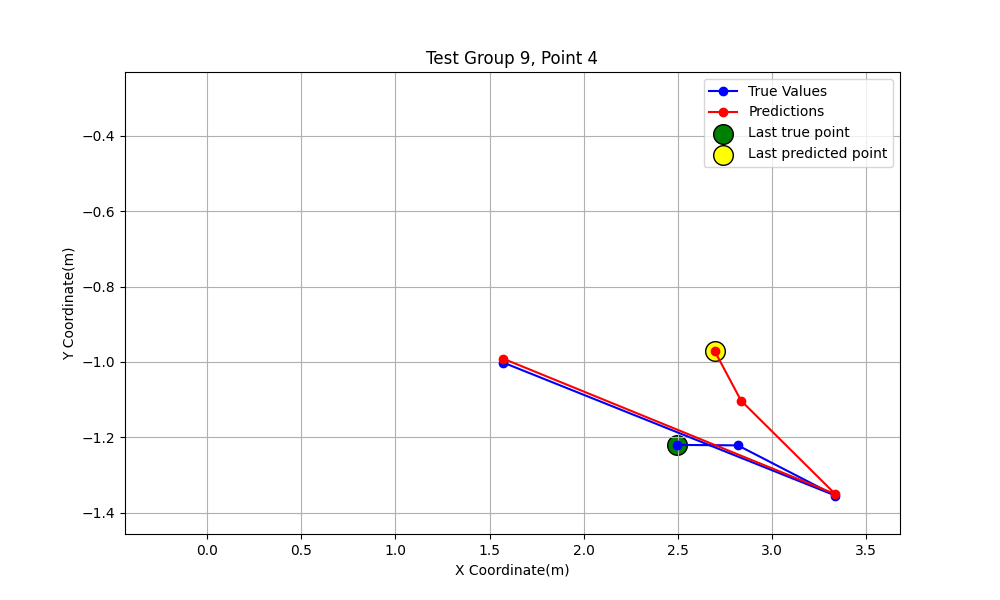 Test Group 9, Point 4
True Values
Predictions
Last true point
Last predicted point
Y Coordinate(m)
−0.4
−0.6
−0.8
−1.0
−1.2
−1.4
0.0 0.5 1.0 1.5 2.0 2.5 3.0 3.5
X Coordinate(m)